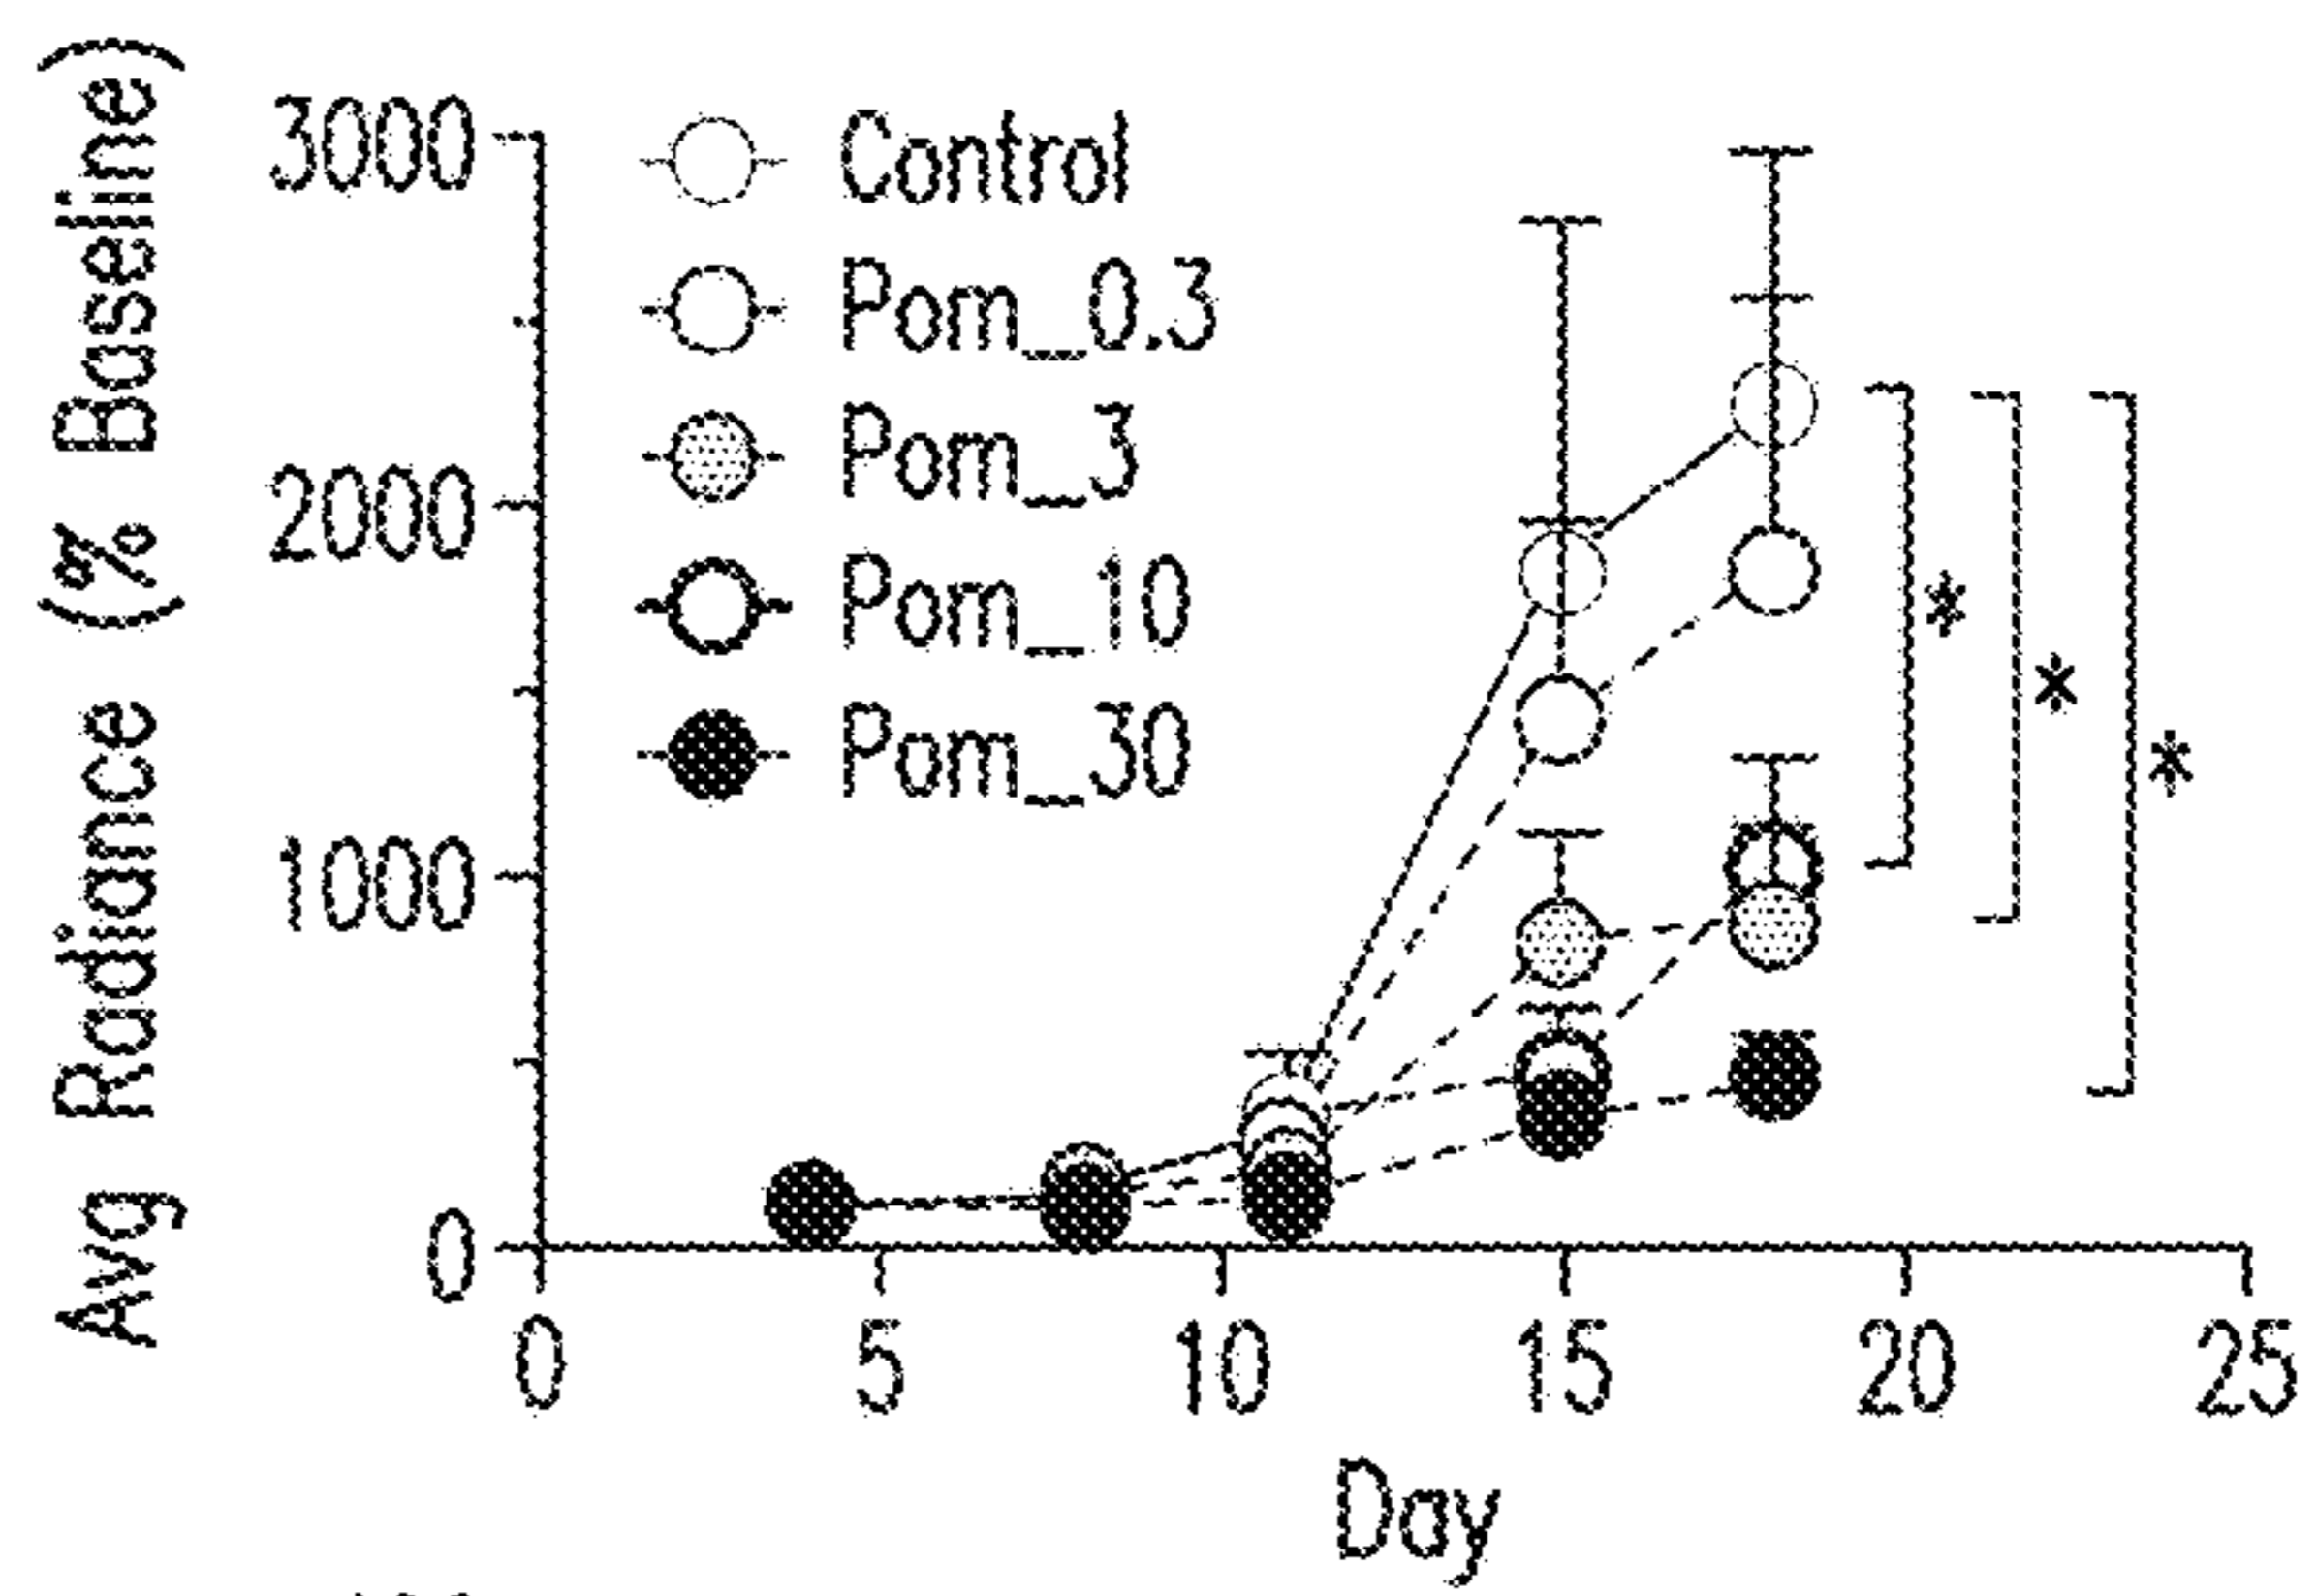 Avg Radiance (% Baseline)
3000
2000
1000
0
Control
Pom_0.3
Pom_3
Pom_10
Pom_30
*
*
*
0 5 10 15 20 25
Day